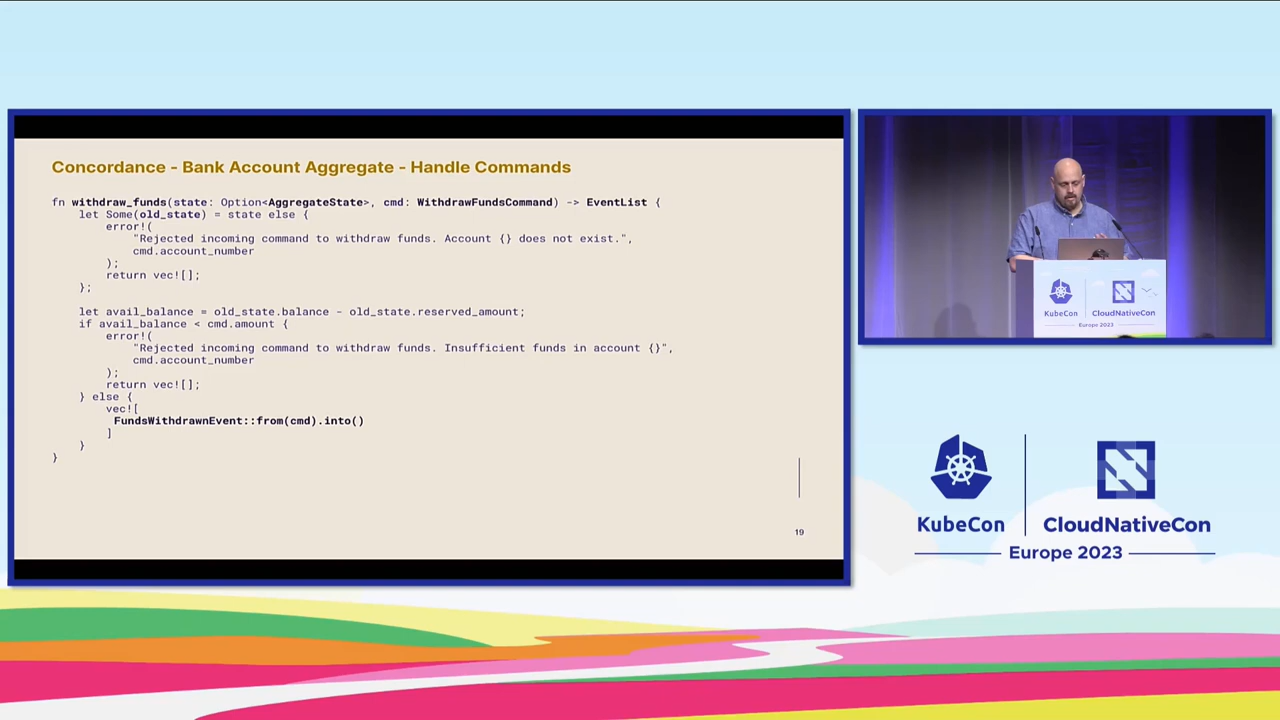 Concordance - Bank Account Aggregate - Handle Commands
fn withdraw_funds(state: Option<AggregateState>, cmd: WithdrawFundsCommand) -> EventList {
    let Some(old_state) = state else {
        error!(
            "Rejected incoming command to withdraw funds. Account {} does not exist.",
            cmd.account_number
        );
        return vec![];
    };

    let avail_balance = old_state.balance - old_state.reserved_amount;
    if avail_balance < cmd.amount {
        error!(
            "Rejected incoming command to withdraw funds. Insufficient funds in account {}",
            cmd.account_number
        );
        return vec![];
    } else {
        vec![
         FundsWithdrawnEvent::from(cmd).into()
        ]
    }
}
19
KubeCon
CloudNativeCon
Europe 2023
KubeCon
CloudNativeCon
Europe 2023